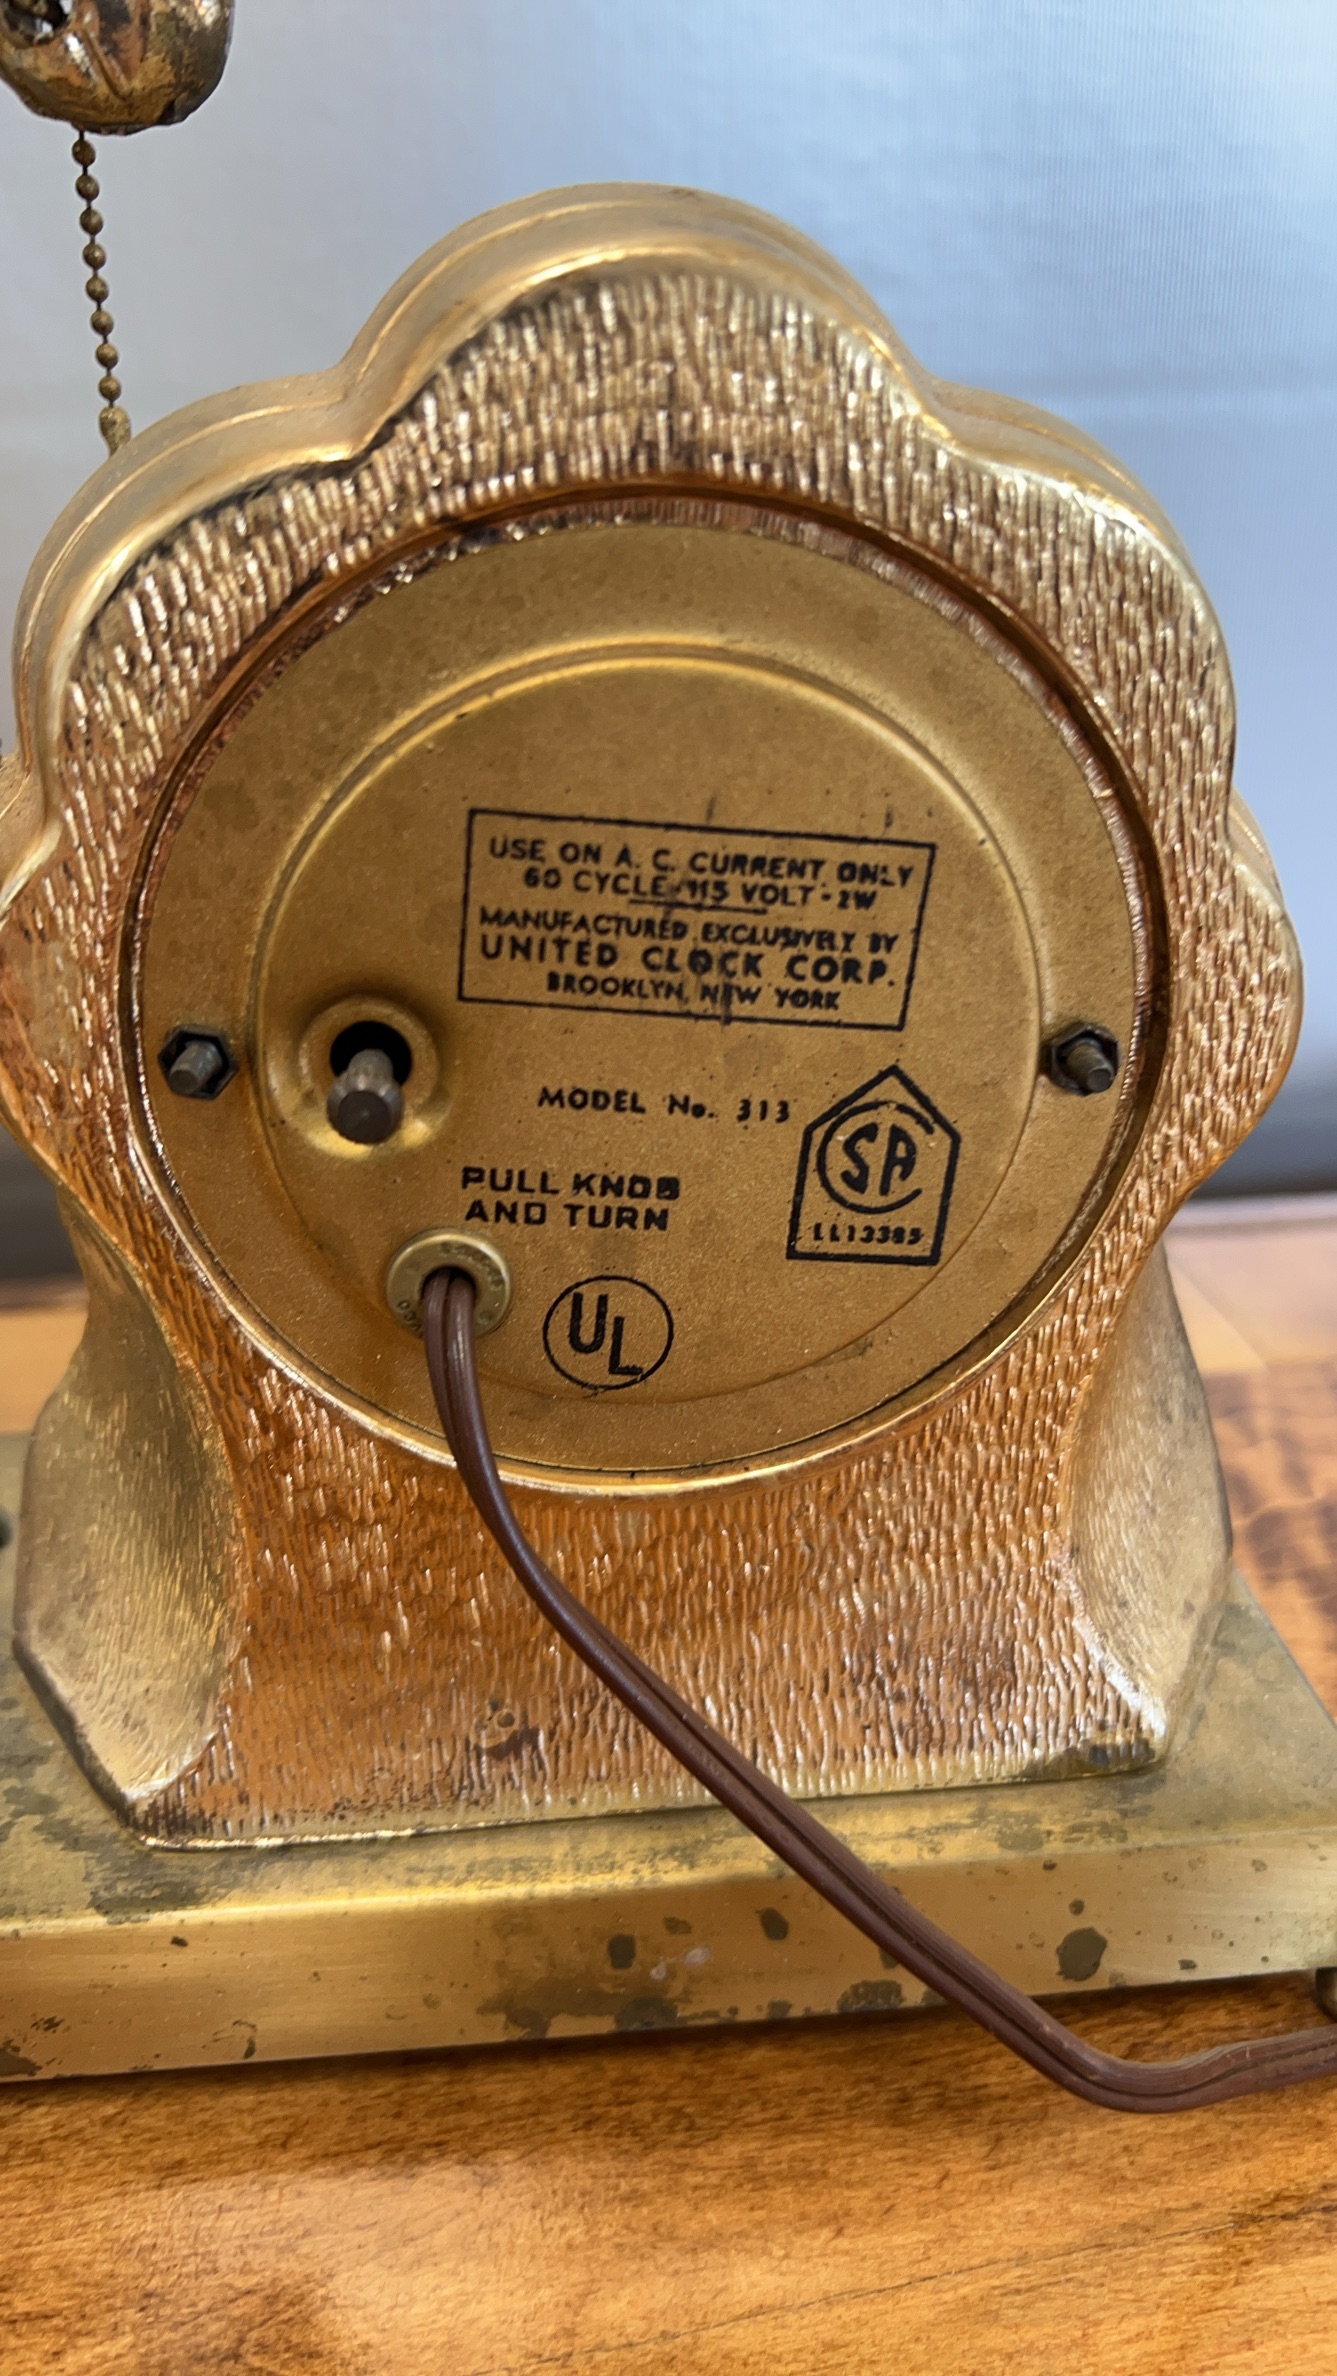 USE ON A. C. CURRENT ONLY
60 CYCLE-115 VOLT-2W
MANUFACTURED EXCLUSIVELY BY
UNITED CLOCK CORP.
BROOKLYN, NEW YORK
MODEL No. 313
SA
LL13385
PULL KNOB
AND TURN
UL